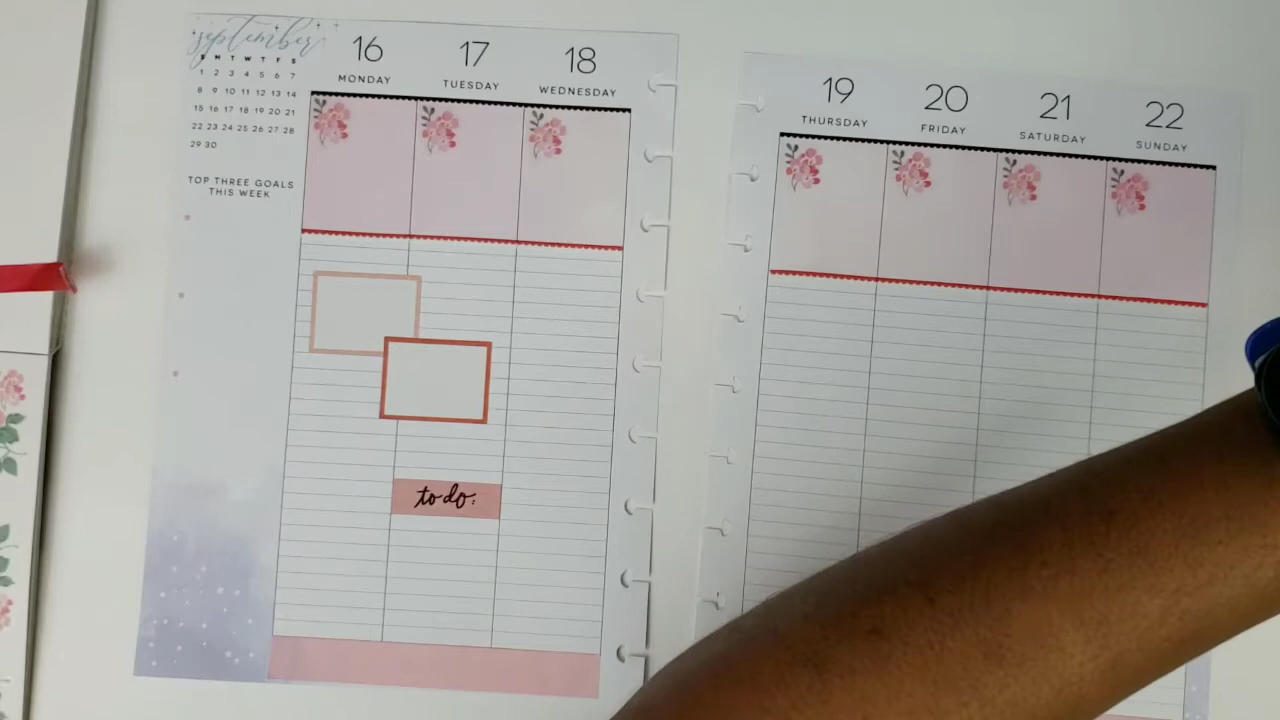 september
S M T W T F S
1 2 3 4 5 6 7
8 9 10 11 12 13 14
15 16 17 18 19 20 21
22 23 24 25 26 27 28
29 30
TOP THREE GOALS
THIS WEEK
16
MONDAY
17
TUESDAY
18
WEDNESDAY
to do:
19
THURSDAY
20
FRIDAY
21
SATURDAY
22
SUNDAY